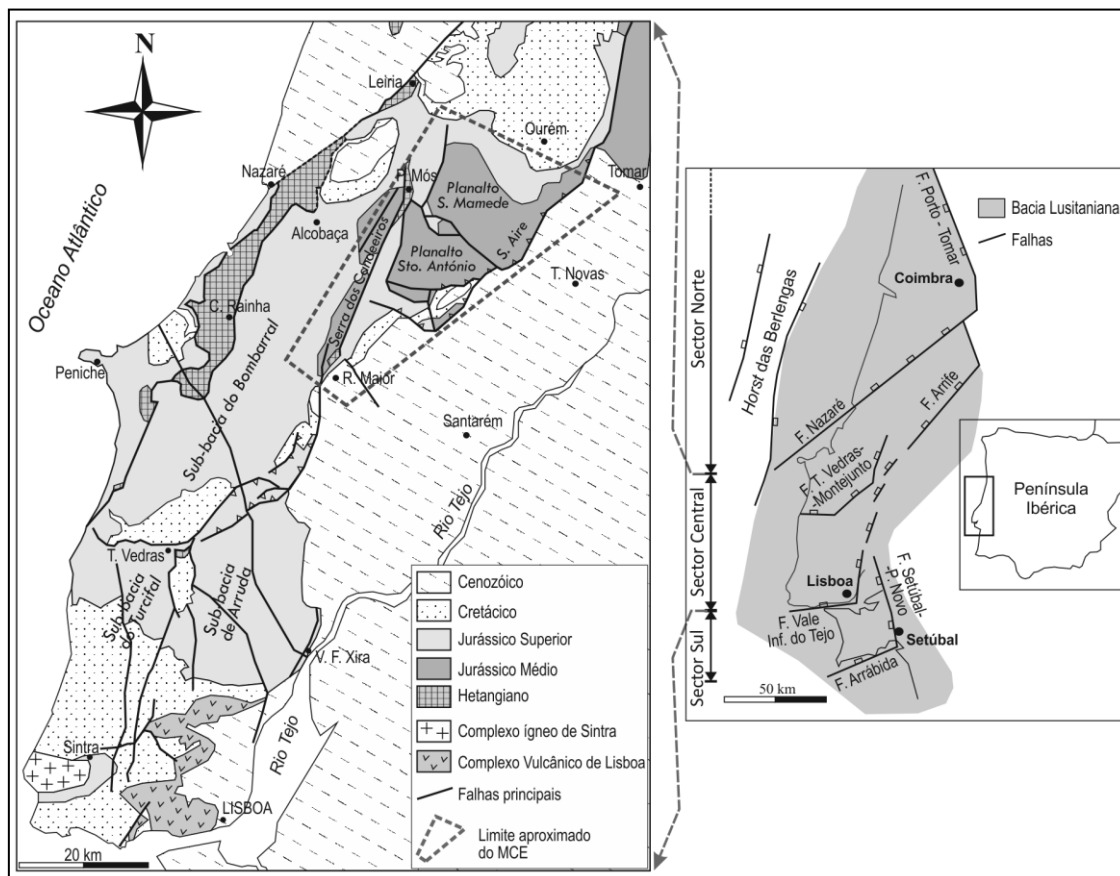 N
Leiria
Ourém
Nazaré
Tomar
P. Mós
Planalto
S. Mamede
Oceano Atlântico
Alcobaça
Serra dos Candeeiros
Planalto
Sto. António
S. Aire
T. Novas
C. Rainha
Peniche
Sub-bacia do Bombarral
R. Maior
Santarém
Rio Tejo
T. Vedras
Sub-bacia
do Turcifal
Sub-bacia
de Arruda
V. F. Xira
Sintra
Rio Tejo
LISBOA
20 km
Cenozóico
Cretácico
Jurássico Superior
Jurássico Médio
Hetangiano
Complexo ígneo de Sintra
Complexo Vulcânico de Lisboa
Falhas principais
Limite aproximado
do MCE
Sector Norte
Sector Central
Sector Sul
Horst das Berlengas
F. Porto - Tomar
Bacia Lusitaniana
Falhas
Coimbra
F. Nazaré
F. Arrife
F. T. Vedras-
-Montejunto
Península
Ibérica
Lisboa
F. Setúbal-
-P. Novo
F. Vale
Inf. do Tejo
Setúbal
F. Arrábida
50 km